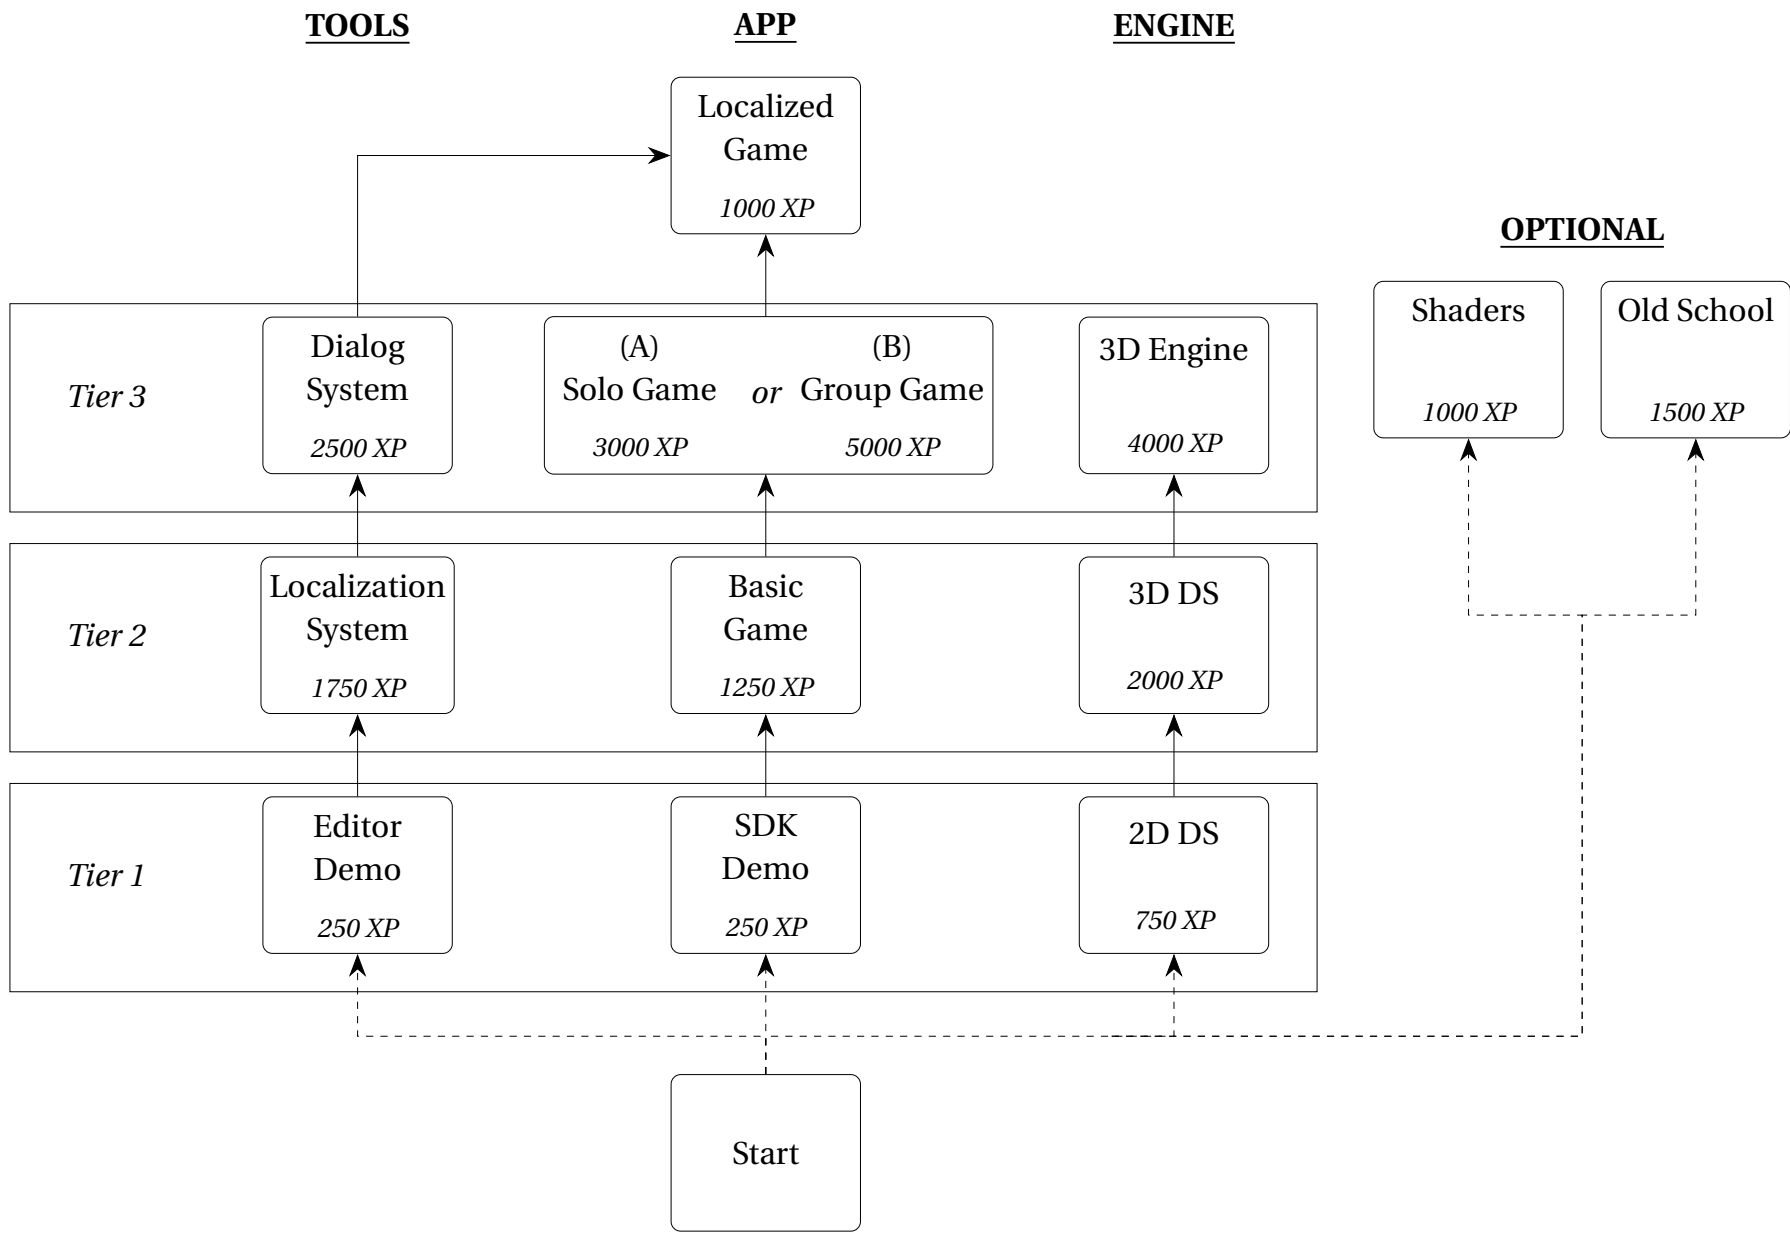 TOOLS
APP
ENGINE
Localized
Game
1000 XP
OPTIONAL
Shaders
1000 XP
Old School
1500 XP
Tier 3
Dialog
System
2500 XP
(A)
Solo Game
3000 XP
or
(B)
Group Game
5000 XP
3D Engine
4000 XP
Tier 2
Localization
System
1750 XP
Basic
Game
1250 XP
3D DS
2000 XP
Tier 1
Editor
Demo
250 XP
SDK
Demo
250 XP
2D DS
750 XP
Start